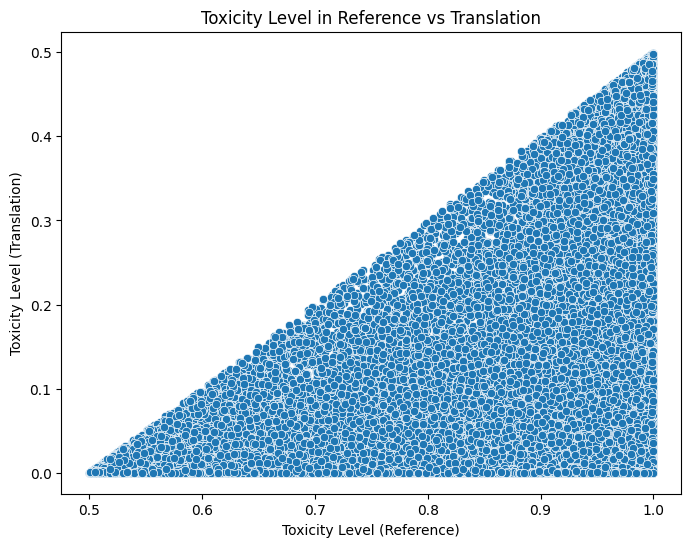 Toxicity Level in Reference vs Translation
Toxicity Level (Translation)
0.5
0.4
0.3
0.2
0.1
0.0
0.5 0.6 0.7 0.8 0.9 1.0
Toxicity Level (Reference)